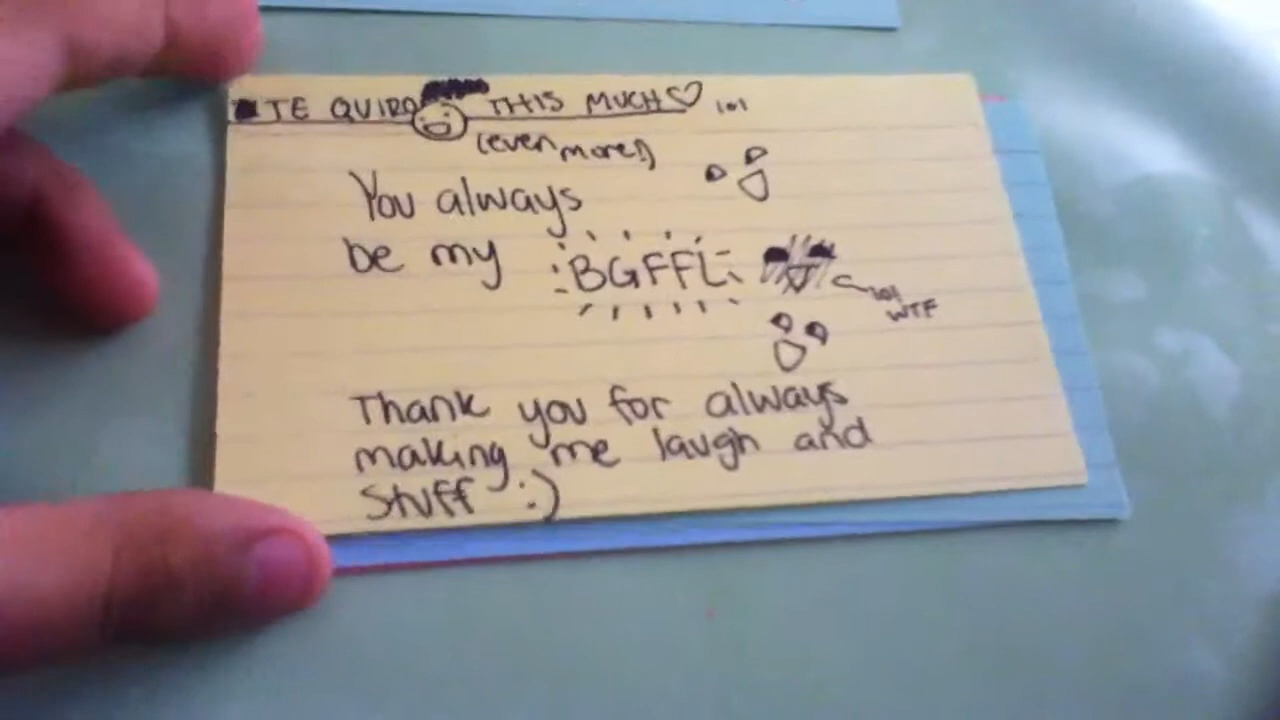 TE QUIRO THIS MUCH♡ lol
(even more!)
You always
be my BGFFL
lol
WTF
Thank you for always
making me laugh and
stuff :)